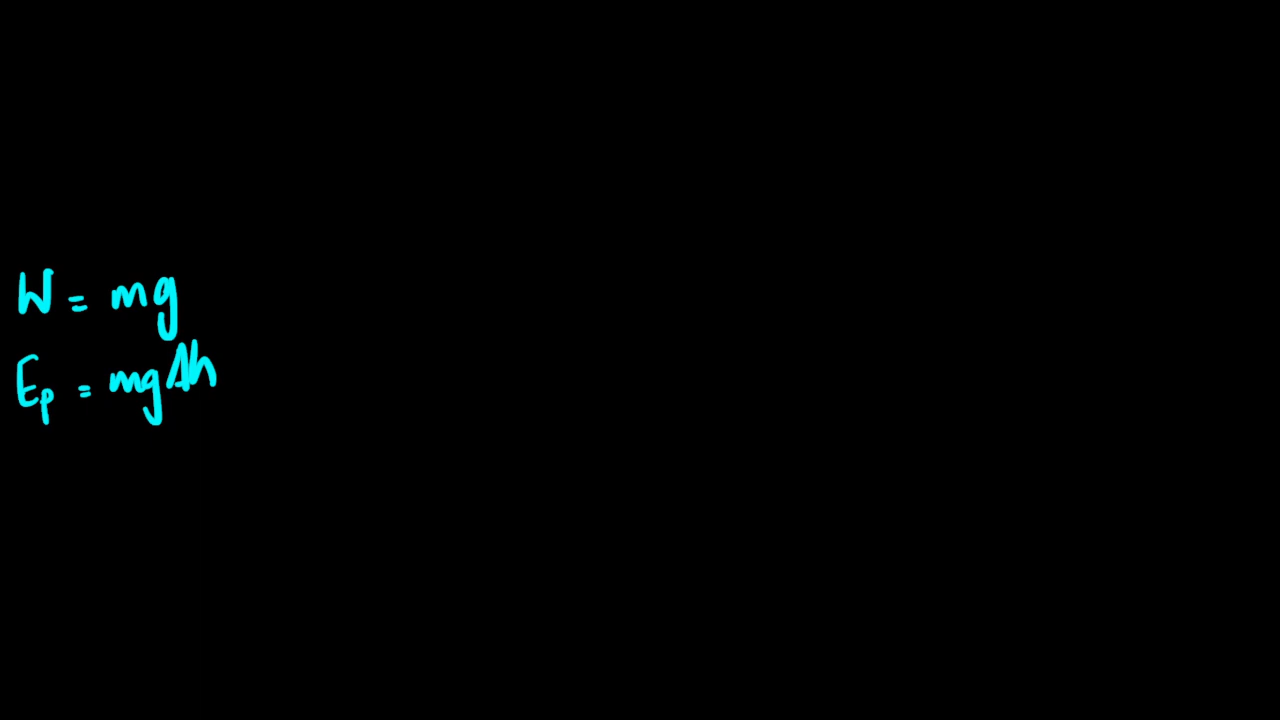 W = mg
Ep = mgΔh